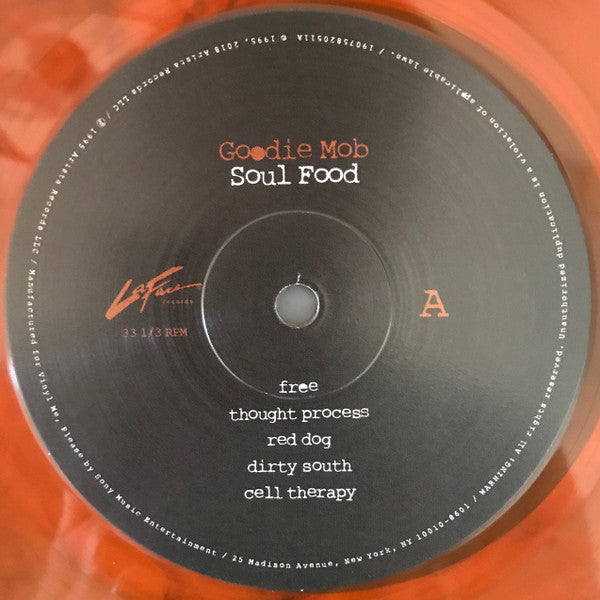 Goodie Mob
Soul Food
LaFace
records
33 1/3 RPM
A
free
thought process
red dog
dirty south
cell therapy
℗ 1995 Arista Records LLC / Manufactured for Vinyl Me, Please by Sony Music Entertainment / 25 Madison Avenue, New York, NY 10010-8601 / WARNING: All rights reserved. Unauthorized duplication is a violation of applicable laws. / 19075820511A © 1995, 2018 Arista Records LLC /